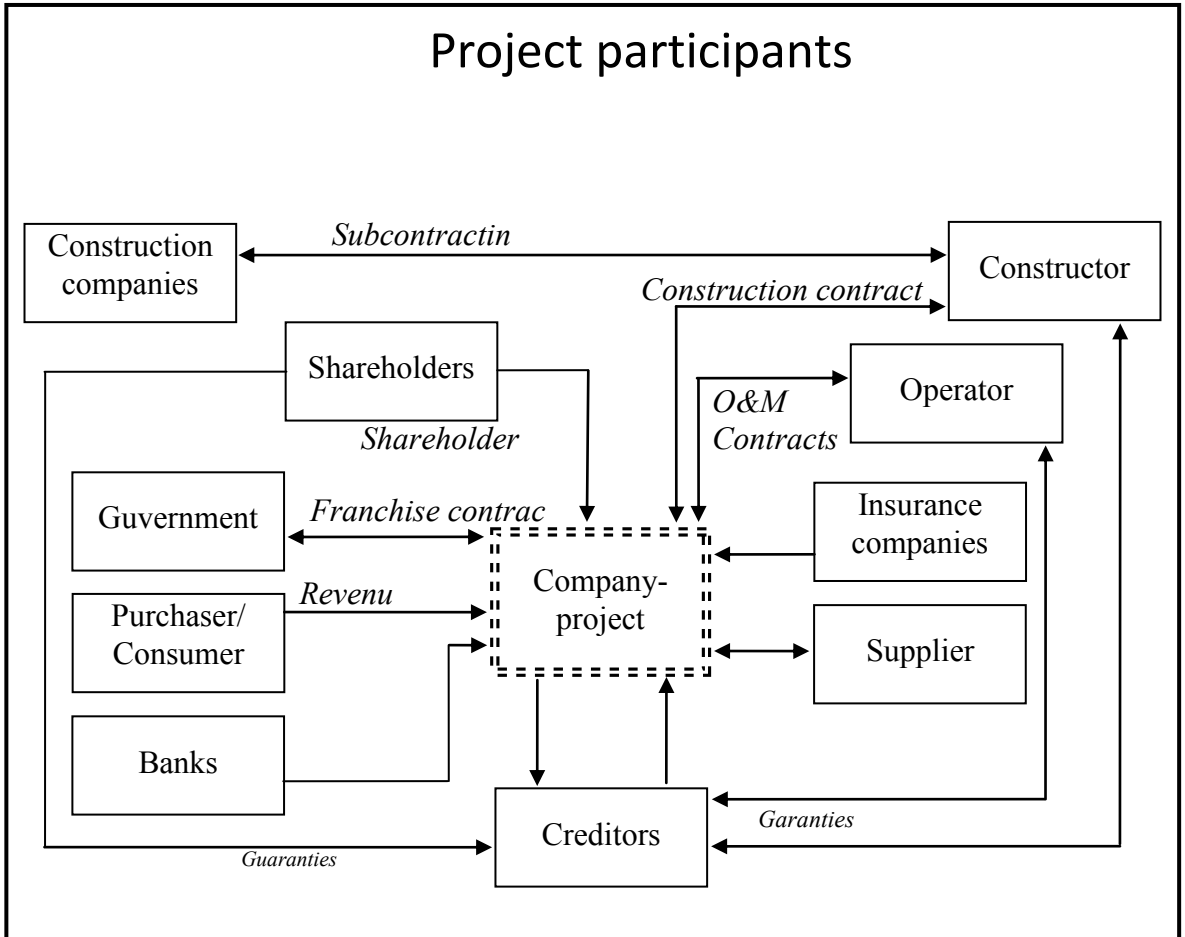 Project participants
Subcontractin
Construction
companies
Constructor
Construction contract
Shareholders
Operator
O&M
Contracts
Shareholder
Guvernment
Franchise contrac
Insurance
companies
Company-
project
Revenu
Purchaser/
Consumer
Supplier
Banks
Creditors
Garanties
Guaranties